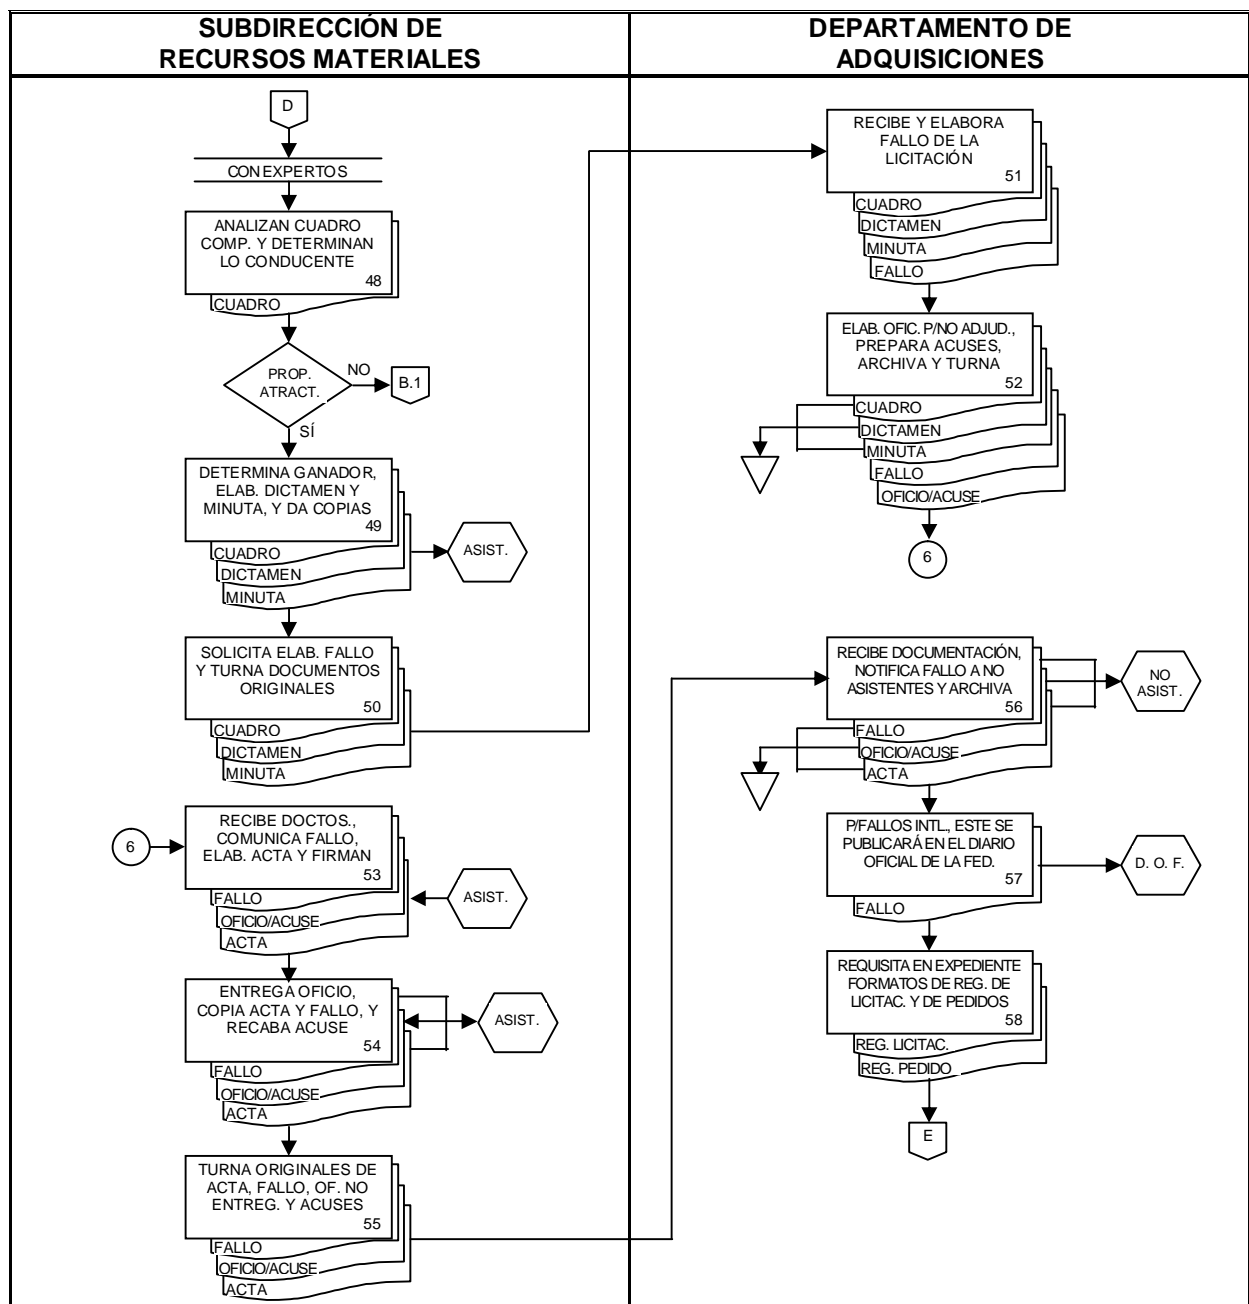 SUBDIRECCIÓN DE
RECURSOS MATERIALES
D
CON EXPERTOS
ANALIZAN CUADRO
COMP. Y DETERMINAN
LO CONDUCENTE
48
CUADRO
PROP.
ATRACT.
NO
B.1
SÍ
DETERMINA GANADOR,
ELAB. DICTAMEN Y
MINUTA, Y DA COPIAS
49
CUADRO
DICTAMEN
MINUTA
ASIST.
SOLICITA ELAB. FALLO
Y TURNA DOCUMENTOS
ORIGINALES
50
CUADRO
DICTAMEN
MINUTA
6
RECIBE DOCTOS.,
COMUNICA FALLO,
ELAB. ACTA Y FIRMAN
53
FALLO
OFICIO/ACUSE
ACTA
ASIST.
ENTREGA OFICIO,
COPIA ACTA Y FALLO, Y
RECABA ACUSE
54
FALLO
OFICIO/ACUSE
ACTA
ASIST.
TURNA ORIGINALES DE
ACTA, FALLO, OF. NO
ENTREG. Y ACUSES
55
FALLO
OFICIO/ACUSE
ACTA
DEPARTAMENTO DE
ADQUISICIONES
RECIBE Y ELABORA
FALLO DE LA
LICITACIÓN
51
CUADRO
DICTAMEN
MINUTA
FALLO
ELAB. OFIC. P/NO ADJUD.,
PREPARA ACUSES,
ARCHIVA Y TURNA
52
CUADRO
DICTAMEN
MINUTA
FALLO
OFICIO/ACUSE
6
RECIBE DOCUMENTACIÓN,
NOTIFICA FALLO A NO
ASISTENTES Y ARCHIVA
56
FALLO
OFICIO/ACUSE
ACTA
NO
ASIST.
P/FALLOS INTL., ESTE SE
PUBLICARÁ EN EL DIARIO
OFICIAL DE LA FED.
57
FALLO
D. O. F.
REQUISITA EN EXPEDIENTE
FORMATOS DE REG. DE
LICITAC. Y DE PEDIDOS
58
REG. LICITAC.
REG. PEDIDO
E